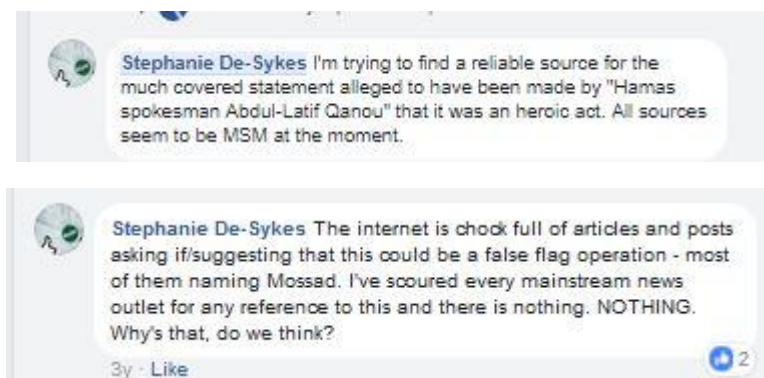 Stephanie De-Sykes I'm trying to find a reliable source for the
much covered statement alleged to have been made by "Hamas
spokesman Abdul-Latif Qanou" that it was an heroic act. All sources
seem to be MSM at the moment.
Stephanie De-Sykes The internet is chock full of articles and posts
asking if/suggesting that this could be a false flag operation - most
of them naming Mossad. I've scoured every mainstream news
outlet for any reference to this and there is nothing. NOTHING.
Why's that, do we think?
2
3y · Like